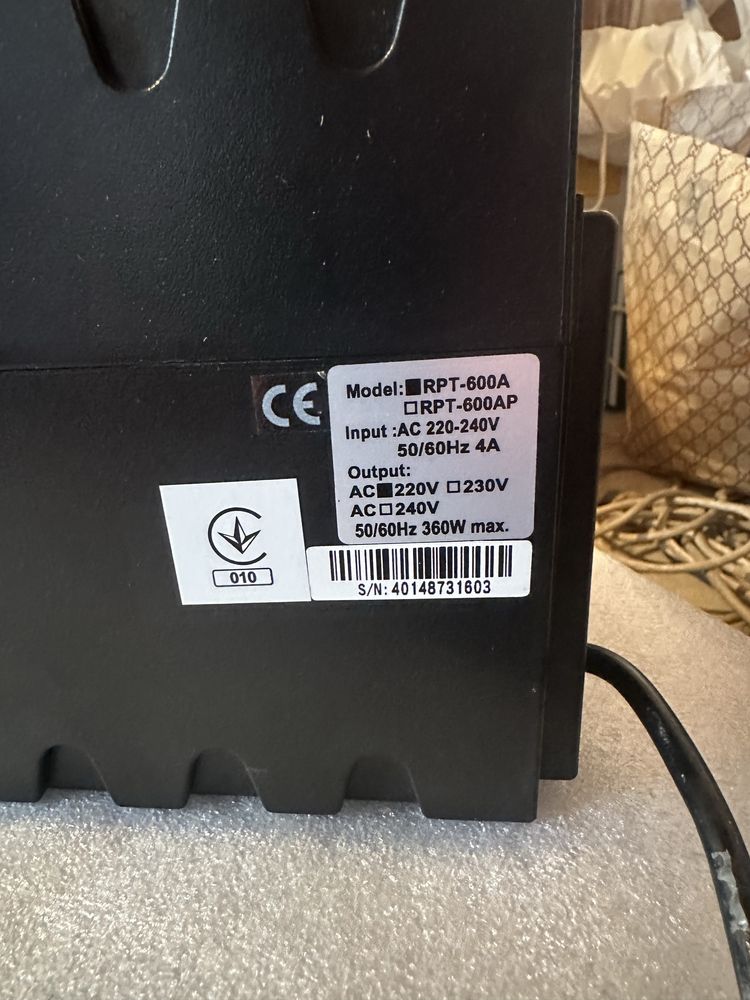 CE
Model:■RPT-600A
□RPT-600AP
Input :AC 220-240V
50/60Hz 4A
Output:
AC■220V □230V
AC□240V
50/60Hz 360W max.
010
S/N: 40148731603